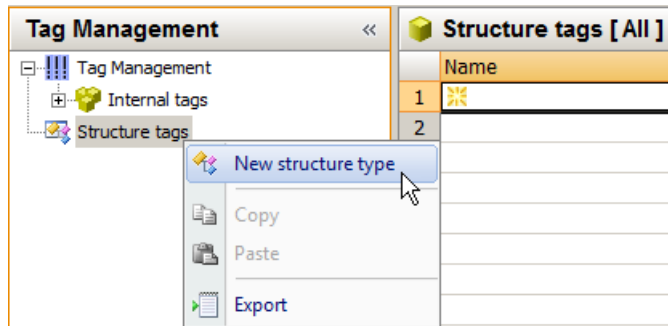 Tag Management «
Structure tags [ All ]
Tag Management
Name
Internal tags
1
Structure tags
2
New structure type
Copy
Paste
Export